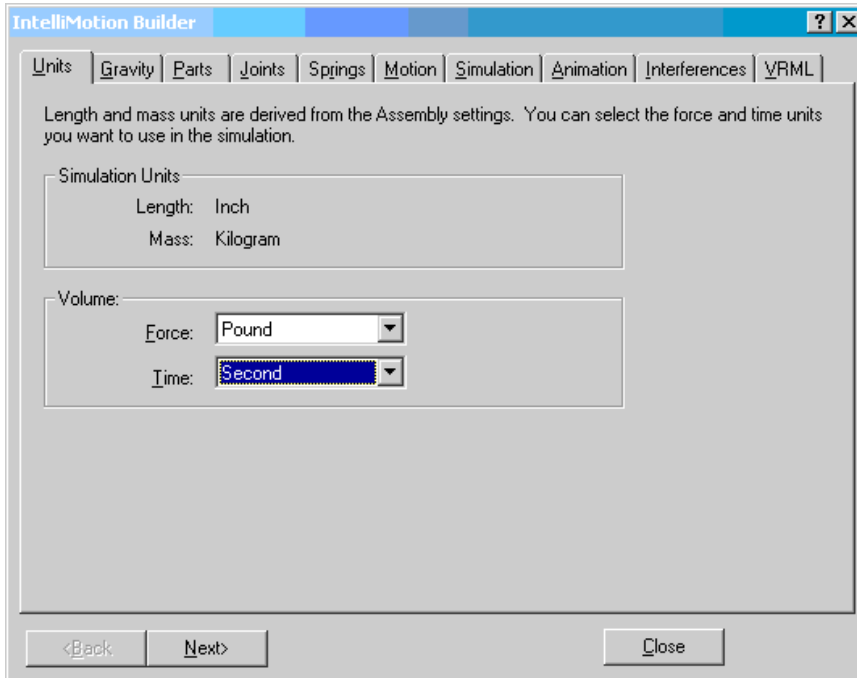 IntelliMotion Builder
Units Gravity Parts Joints Springs Motion Simulation Animation Interferences VRML
Length and mass units are derived from the Assembly settings. You can select the force and time units
you want to use in the simulation.
Simulation Units
Length: Inch
Mass: Kilogram
Volume:
Force: Pound
Time: Second
<Back Next> Close